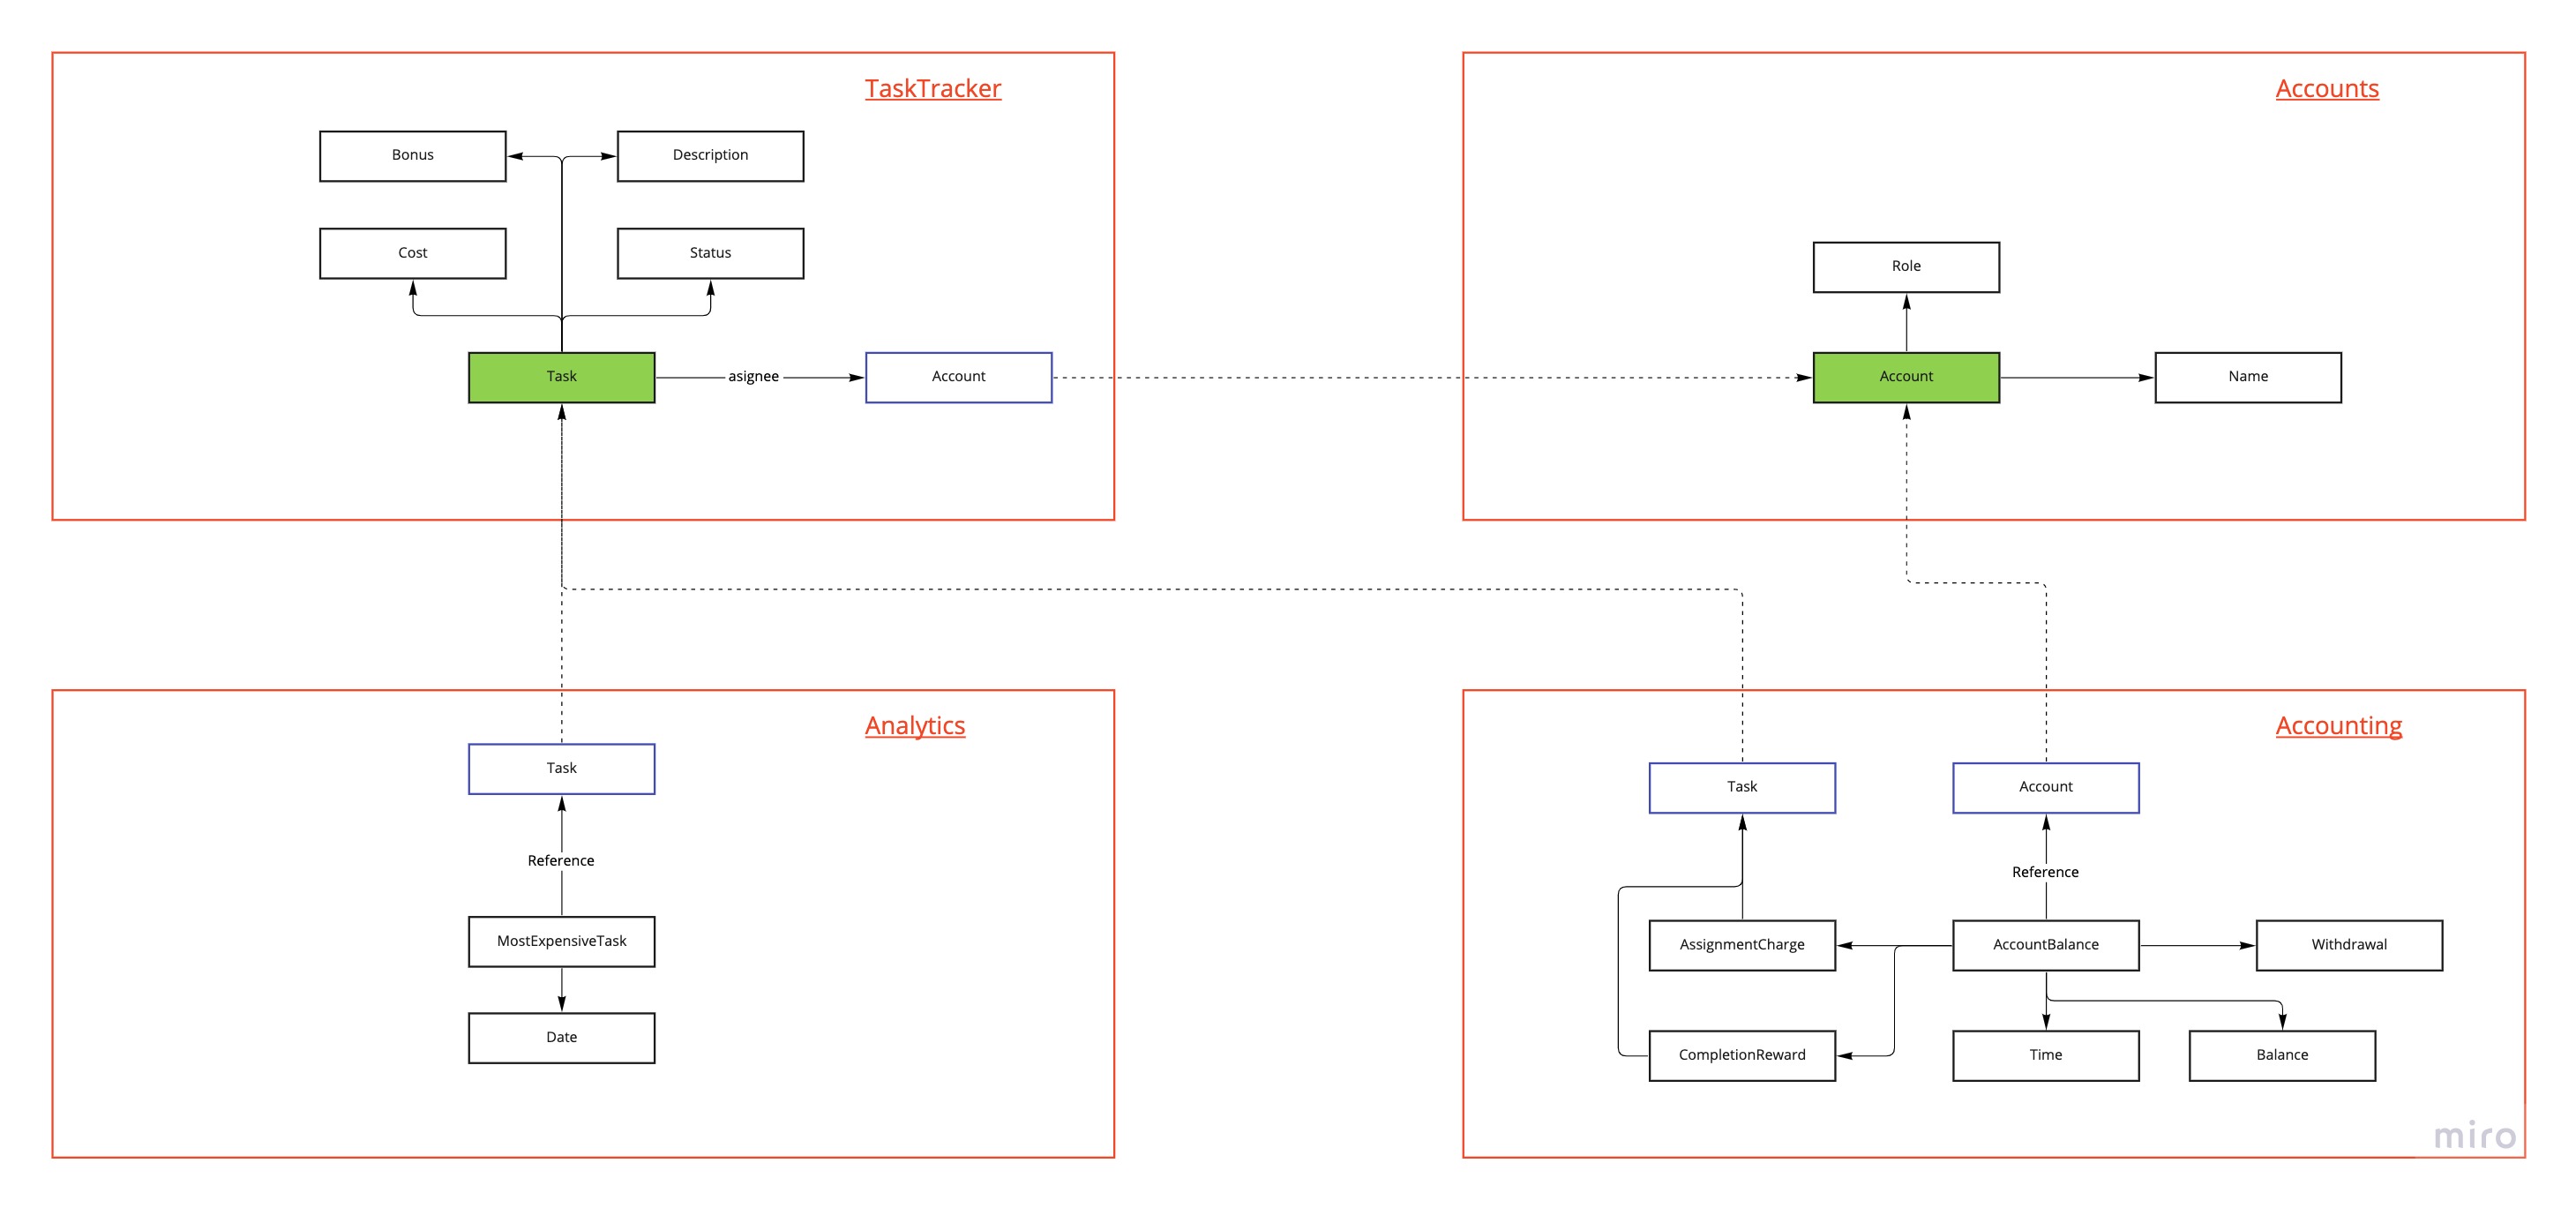 TaskTracker
Bonus
Description
Cost
Status
Task
asignee
Account
Accounts
Role
Account
Name
Analytics
Task
Reference
MostExpensiveTask
Date
Accounting
Task
Account
Reference
AssignmentCharge
AccountBalance
Withdrawal
CompletionReward
Time
Balance
miro